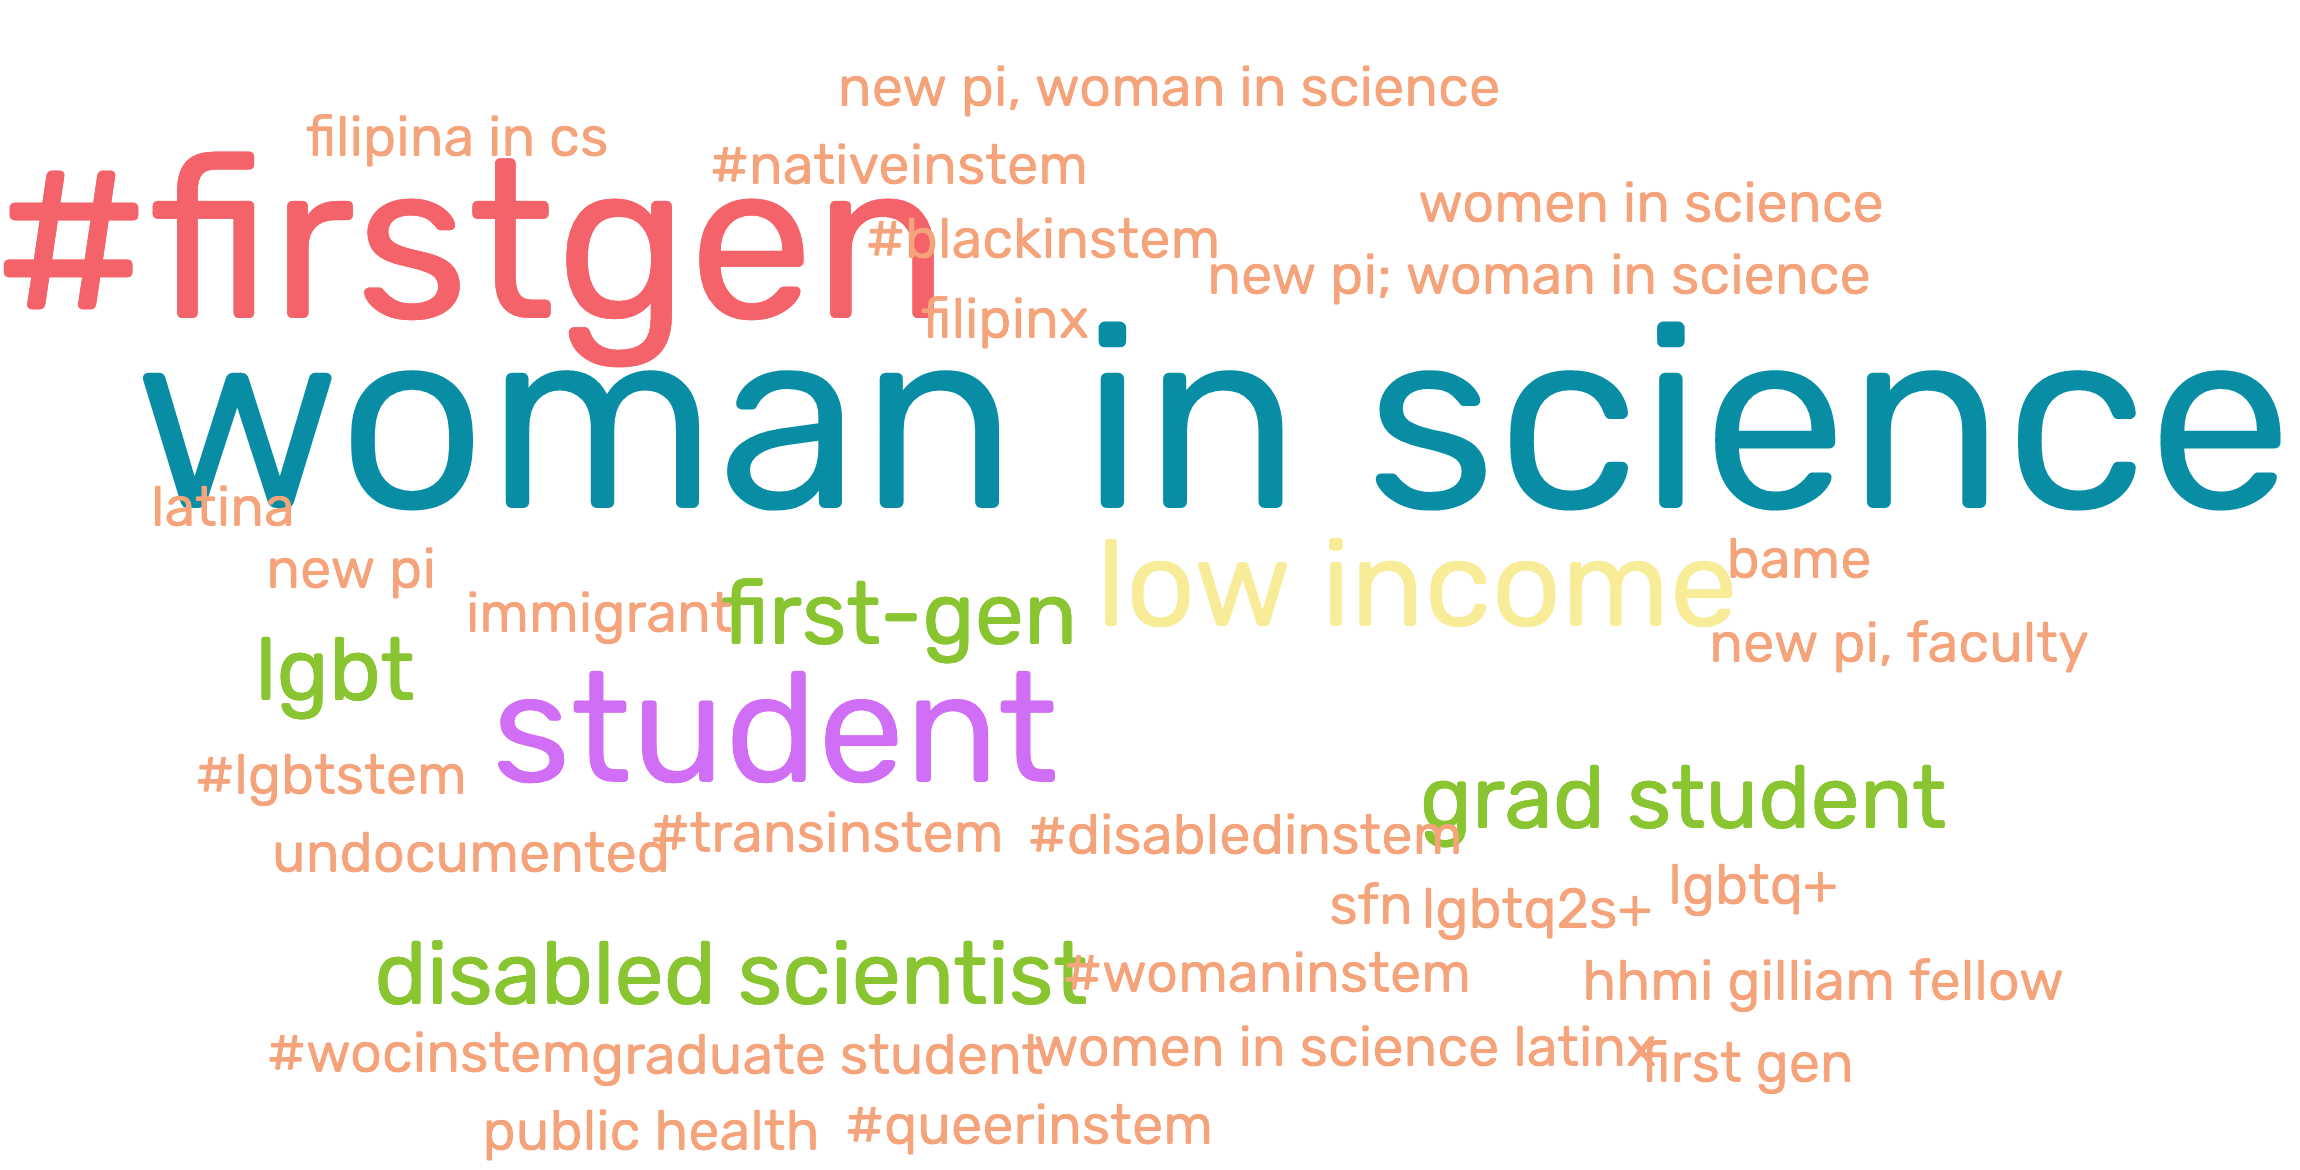 new pi, woman in science
filipina in cs
#nativeinstem
women in science
#firstgen
#blackinstem
new pi; woman in science
filipinx
woman in science
latina
low income
bame
new pi
immigrant
first-gen
new pi, faculty
lgbt
student
#lgbtstem
grad student
undocumented
#transinstem
#disabledinstem
lgbtq+
sfn
lgbtq2s+
disabled scientist
#womaninstem
hhmi gilliam fellow
#wocinstem
graduate student
women in science latinx
first gen
public health
#queerinstem